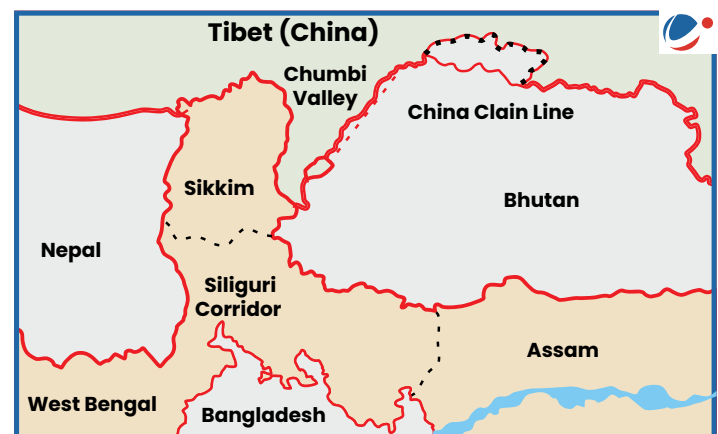 Tibet (China)
Chumbi
Valley
China Clain Line
Sikkim
Bhutan
Nepal
Siliguri
Corridor
Assam
West Bengal
Bangladesh